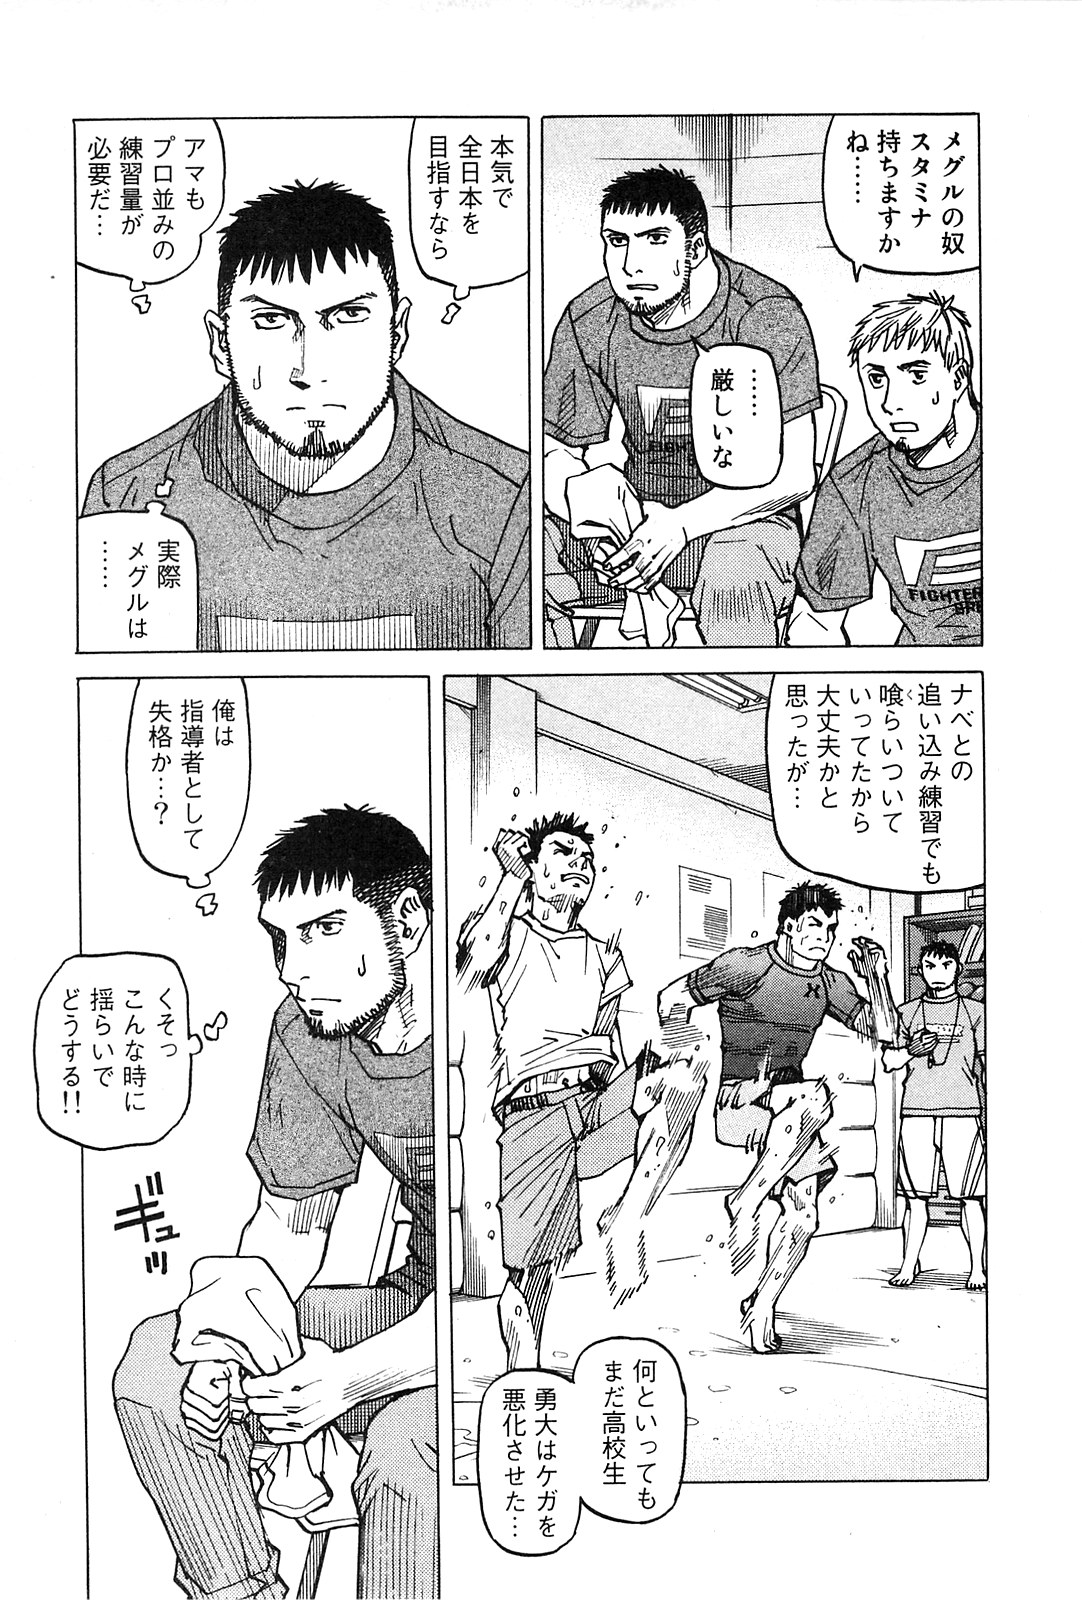 メグルの奴
スタミナ
持ちますか
ね……
……
厳しいな
FIGHTER
本気で
全日本を
目指すなら
アマも
プロ並みの
練習量が
必要だ…
実際
メグルは
……
ナベとの
追い込み練習でも
喰らいついて
く
いってたから
大丈夫かと
思ったが…
何といっても
まだ高校生
勇大はケガを
悪化させた…
俺は
指導者として
失格か…？
くそっ
こんな時に
揺らいで
どうする!!
ギュッ